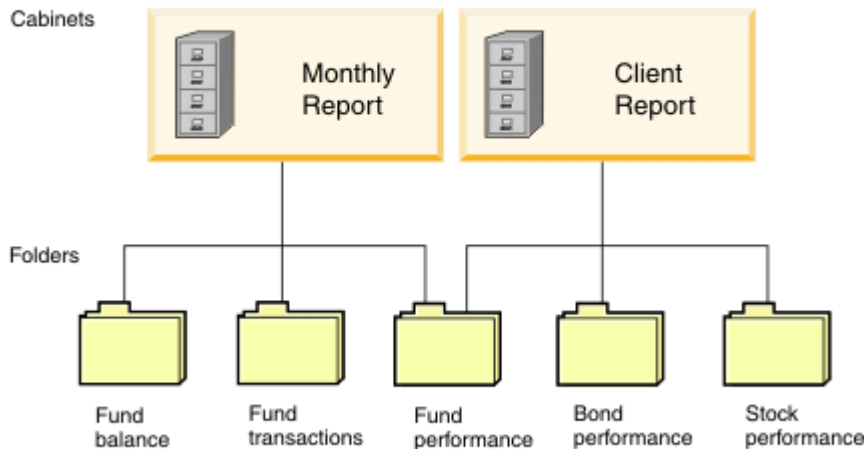 Cabinets
Monthly
Report
Client
Report
Folders
Fund
balance
Fund
transactions
Fund
performance
Bond
performance
Stock
performance